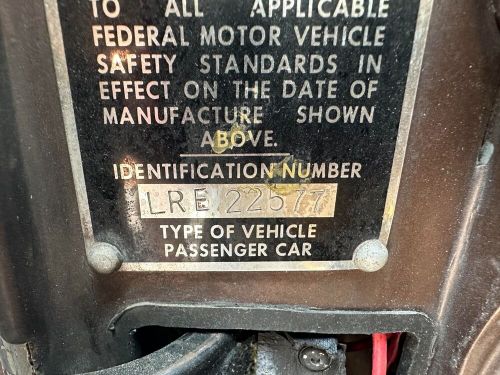 TO ALL APPLICABLE
FEDERAL MOTOR VEHICLE
SAFETY STANDARDS IN
EFFECT ON THE DATE OF
MANUFACTURE SHOWN
ABOVE.
IDENTIFICATION NUMBER
LRE 22577
TYPE OF VEHICLE
PASSENGER CAR